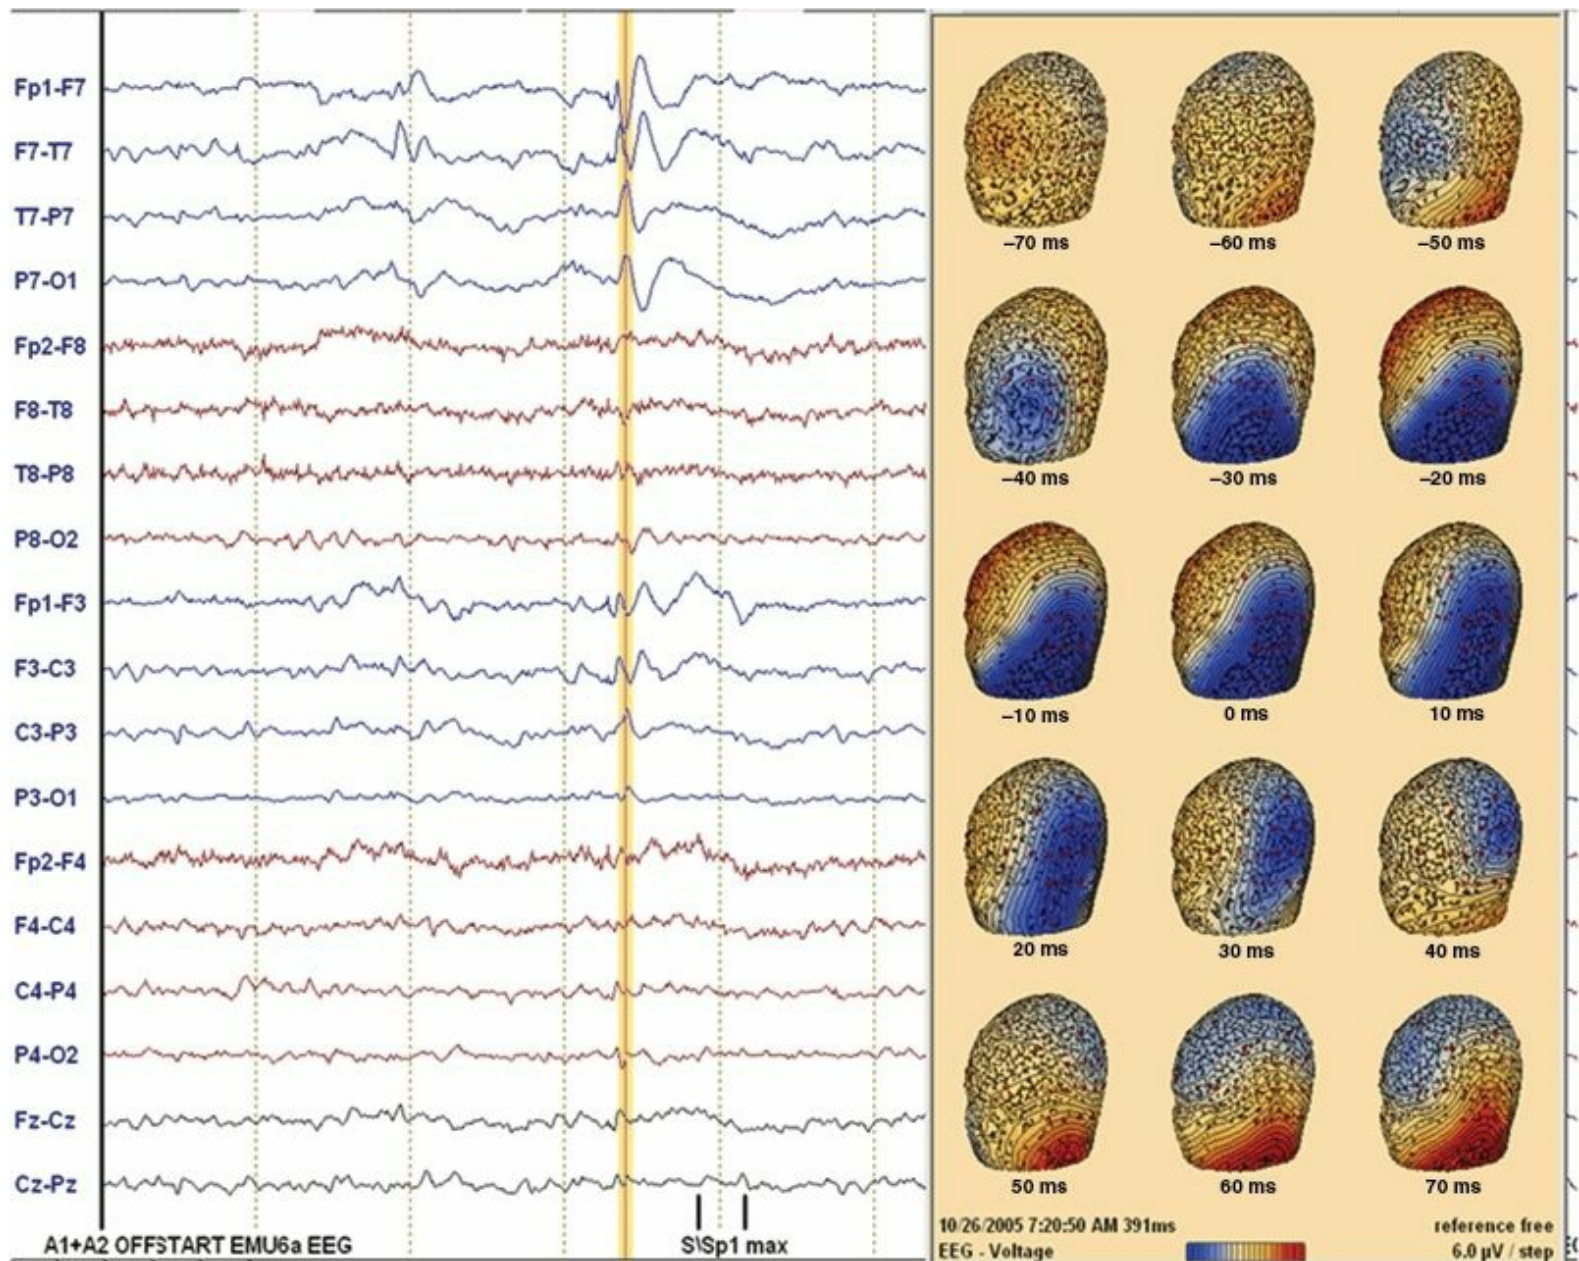 Fp1-F7
F7-T7
T7-P7
P7-O1
Fp2-F8
F8-T8
T8-P8
P8-O2
Fp1-F3
F3-C3
C3-P3
P3-O1
Fp2-F4
F4-C4
C4-P4
P4-O2
Fz-Cz
Cz-Pz
A1+A2 OFF START EMU6a EEG
S\Sp1 max
–70 ms –60 ms –50 ms
–40 ms –30 ms –20 ms
–10 ms 0 ms 10 ms
20 ms 30 ms 40 ms
50 ms 60 ms 70 ms
10/26/2005 7:20:50 AM 391ms reference free
EEG - Voltage 6.0 µV / step